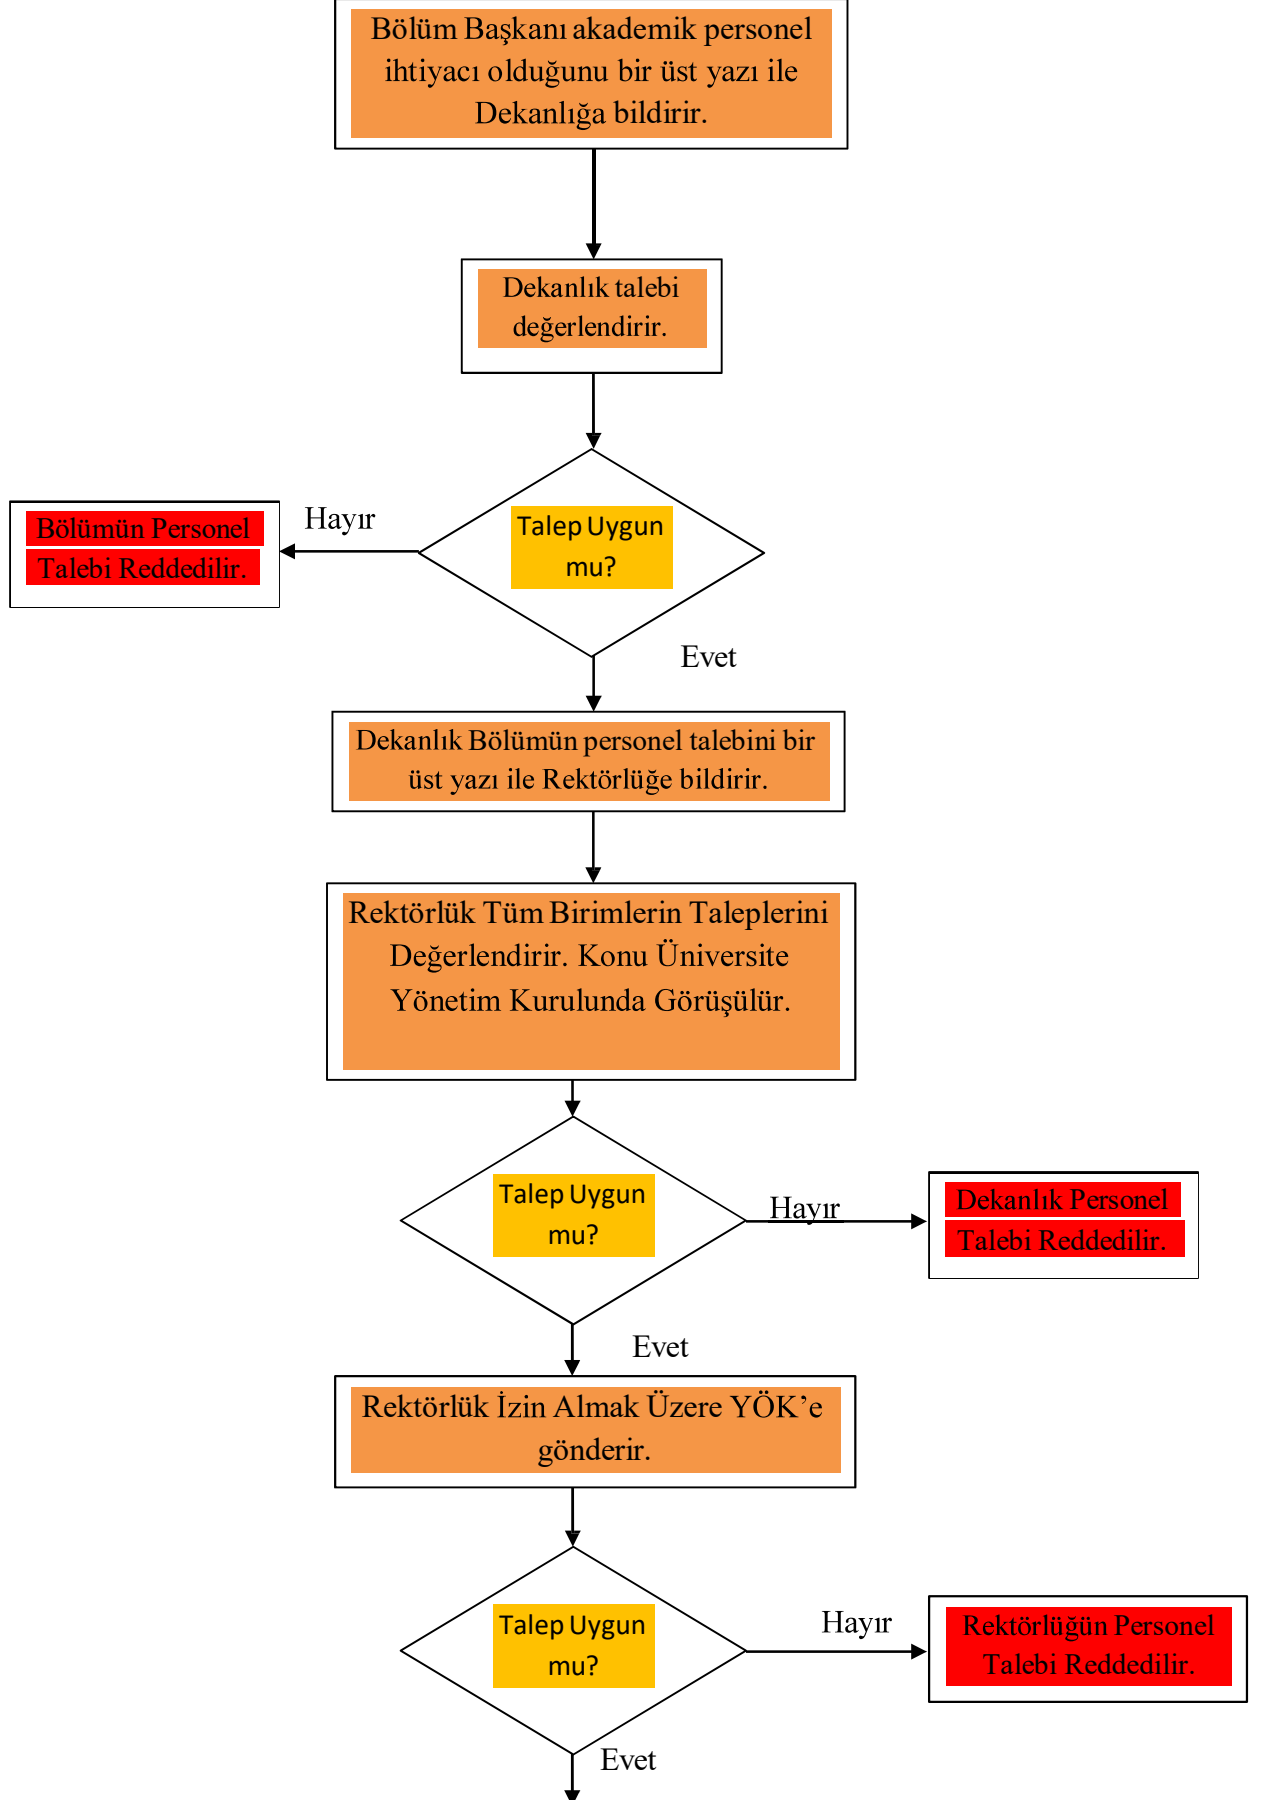 Bölüm Başkanı akademik personel
ihtiyacı olduğunu bir üst yazı ile
Dekanlığa bildirir.
Dekanlık talebi
değerlendirir.
Talep Uygun
mu?
Hayır
Bölümün Personel
Talebi Reddedilir.
Evet
Dekanlık Bölümün personel talebini bir
üst yazı ile Rektörlüğe bildirir.
Rektörlük Tüm Birimlerin Taleplerini
Değerlendirir. Konu Üniversite
Yönetim Kurulunda Görüşülür.
Talep Uygun
mu?
Hayır
Dekanlık Personel
Talebi Reddedilir.
Evet
Rektörlük İzin Almak Üzere YÖK’e
gönderir.
Talep Uygun
mu?
Hayır
Rektörlüğün Personel
Talebi Reddedilir.
Evet